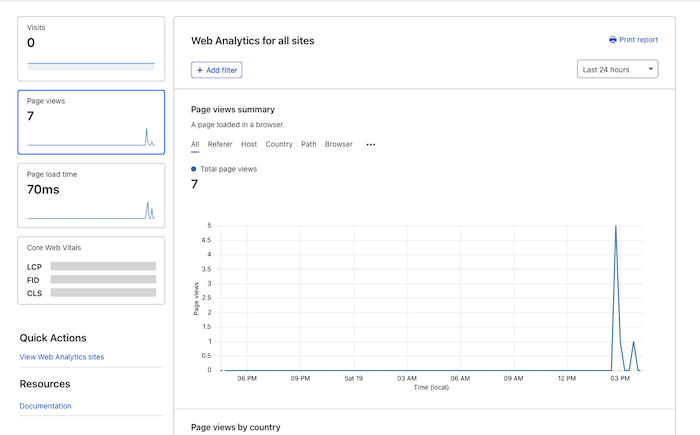 Visits
0
Page views
7
Page load time
70ms
Core Web Vitals
LCP
FID
CLS
Quick Actions
View Web Analytics sites
Resources
Documentation
Web Analytics for all sites
Print report
+ Add filter
Last 24 hours
Page views summary
A page loaded in a browser.
All Referer Host Country Path Browser •••
Total page views
7
Page views
5
4.5
4
3.5
3
2.5
2
1.5
1
0.5
0
06 PM 09 PM Sat 19 03 AM 06 AM 09 AM 12 PM 03 PM
Time (local)
Page views by country